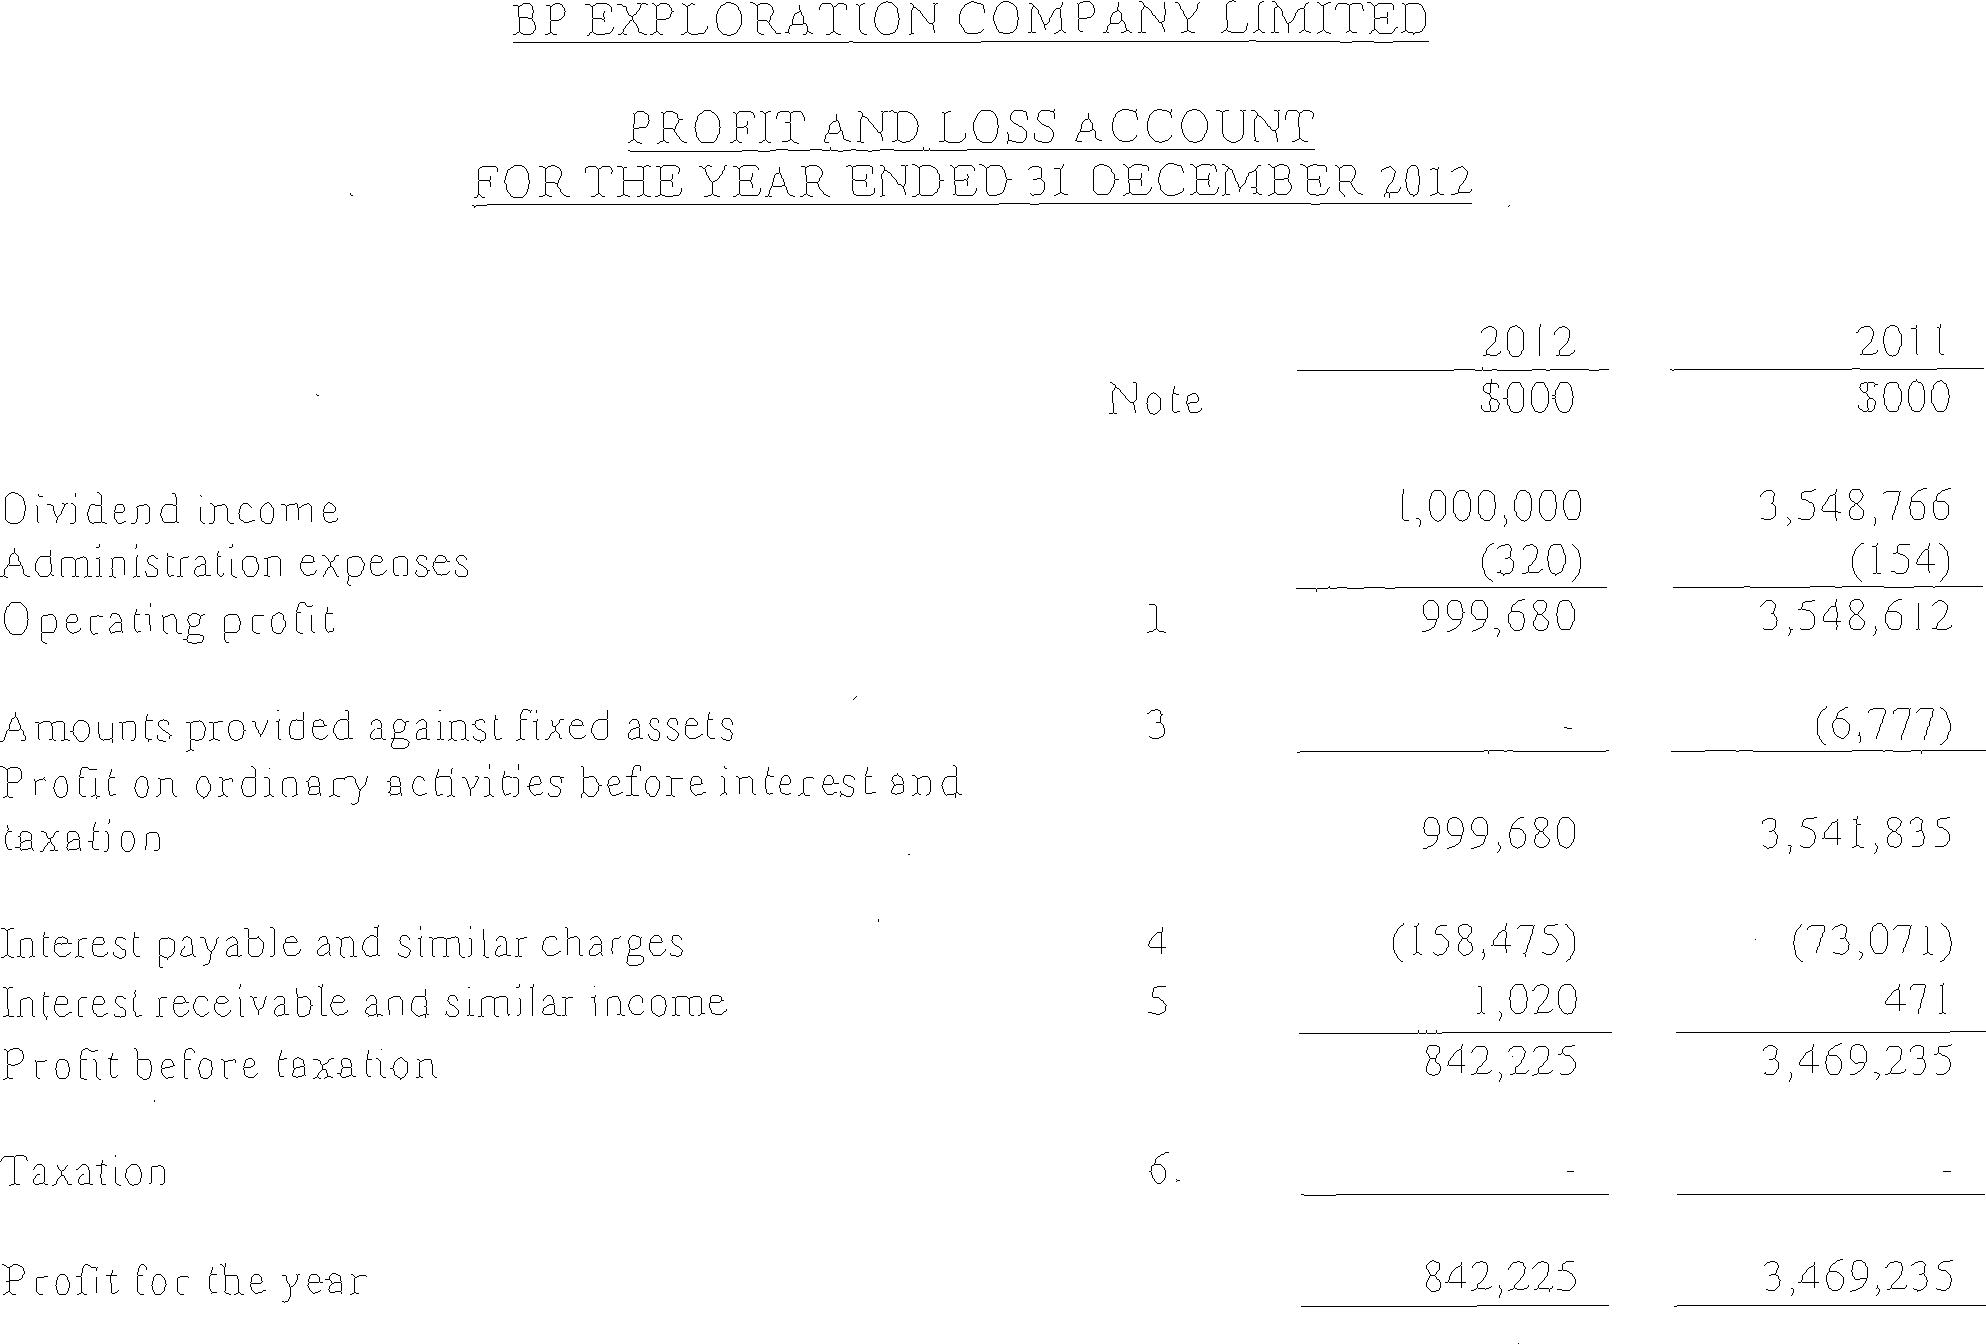 BP EXPLORATION COMPANY LIMITED
PROFIT AND LOSS ACCOUNT
FOR THE YEAR ENDED 31 DECEMBER 2012
2012 2011
Note $000 $000
Dividend income 1,000,000 3,548,766
Administration expenses (320) (154)
Operating profit 1 999,680 3,548,612
Amounts provided against fixed assets 3 - (6,777)
Profit on ordinary activities before interest and
taxation 999,680 3,541,835
Interest payable and similar charges 4 (158,475) (73,071)
Interest receivable and similar income 5 1,020 471
Profit before taxation 842,225 3,469,235
Taxation 6. - -
Profit for the year 842,225 3,469,235